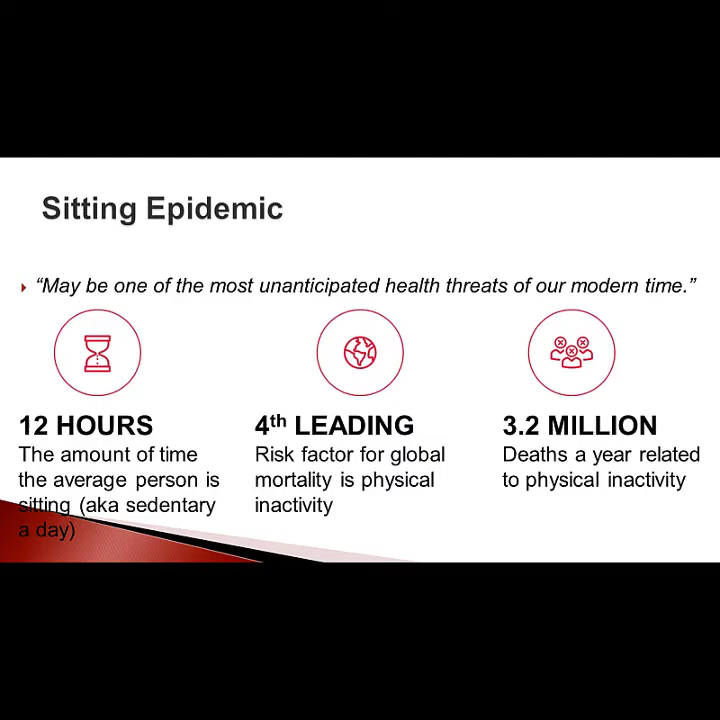 Sitting Epidemic
“May be one of the most unanticipated health threats of our modern time.”
12 HOURS
The amount of time
the average person is
sitting (aka sedentary
a day)
4th LEADING
Risk factor for global
mortality is physical
inactivity
3.2 MILLION
Deaths a year related
to physical inactivity